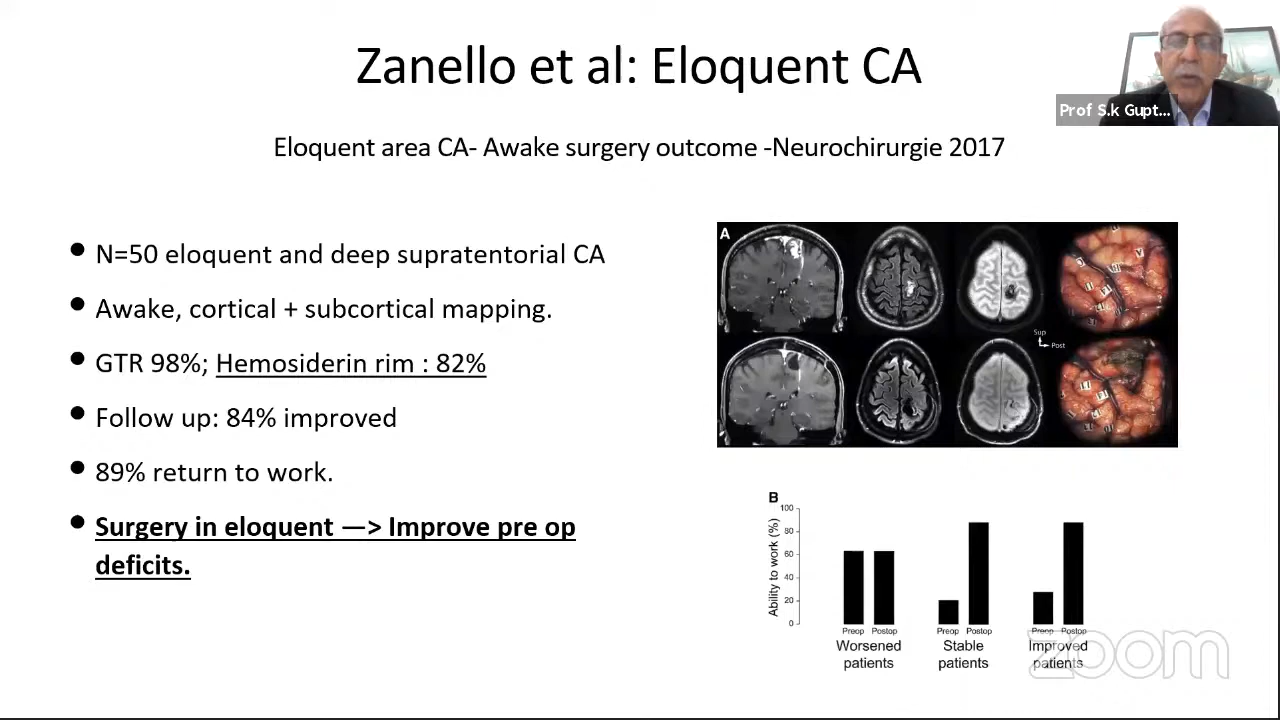 Zanello et al: Eloquent CA
Prof S.k Gupt...
Eloquent area CA- Awake surgery outcome -Neurochirurgie 2017
• N=50 eloquent and deep supratentorial CA
• Awake, cortical + subcortical mapping.
• GTR 98%; Hemosiderin rim : 82%
• Follow up: 84% improved
• 89% return to work.
• Surgery in eloquent —> Improve pre op
deficits.
A
Sup
Post
B
Ability to work (%)
100
80
60
40
20
0
Preop Postop Preop Postop Preop Postop
Worsened patients
Stable patients
Improved patients
zoom